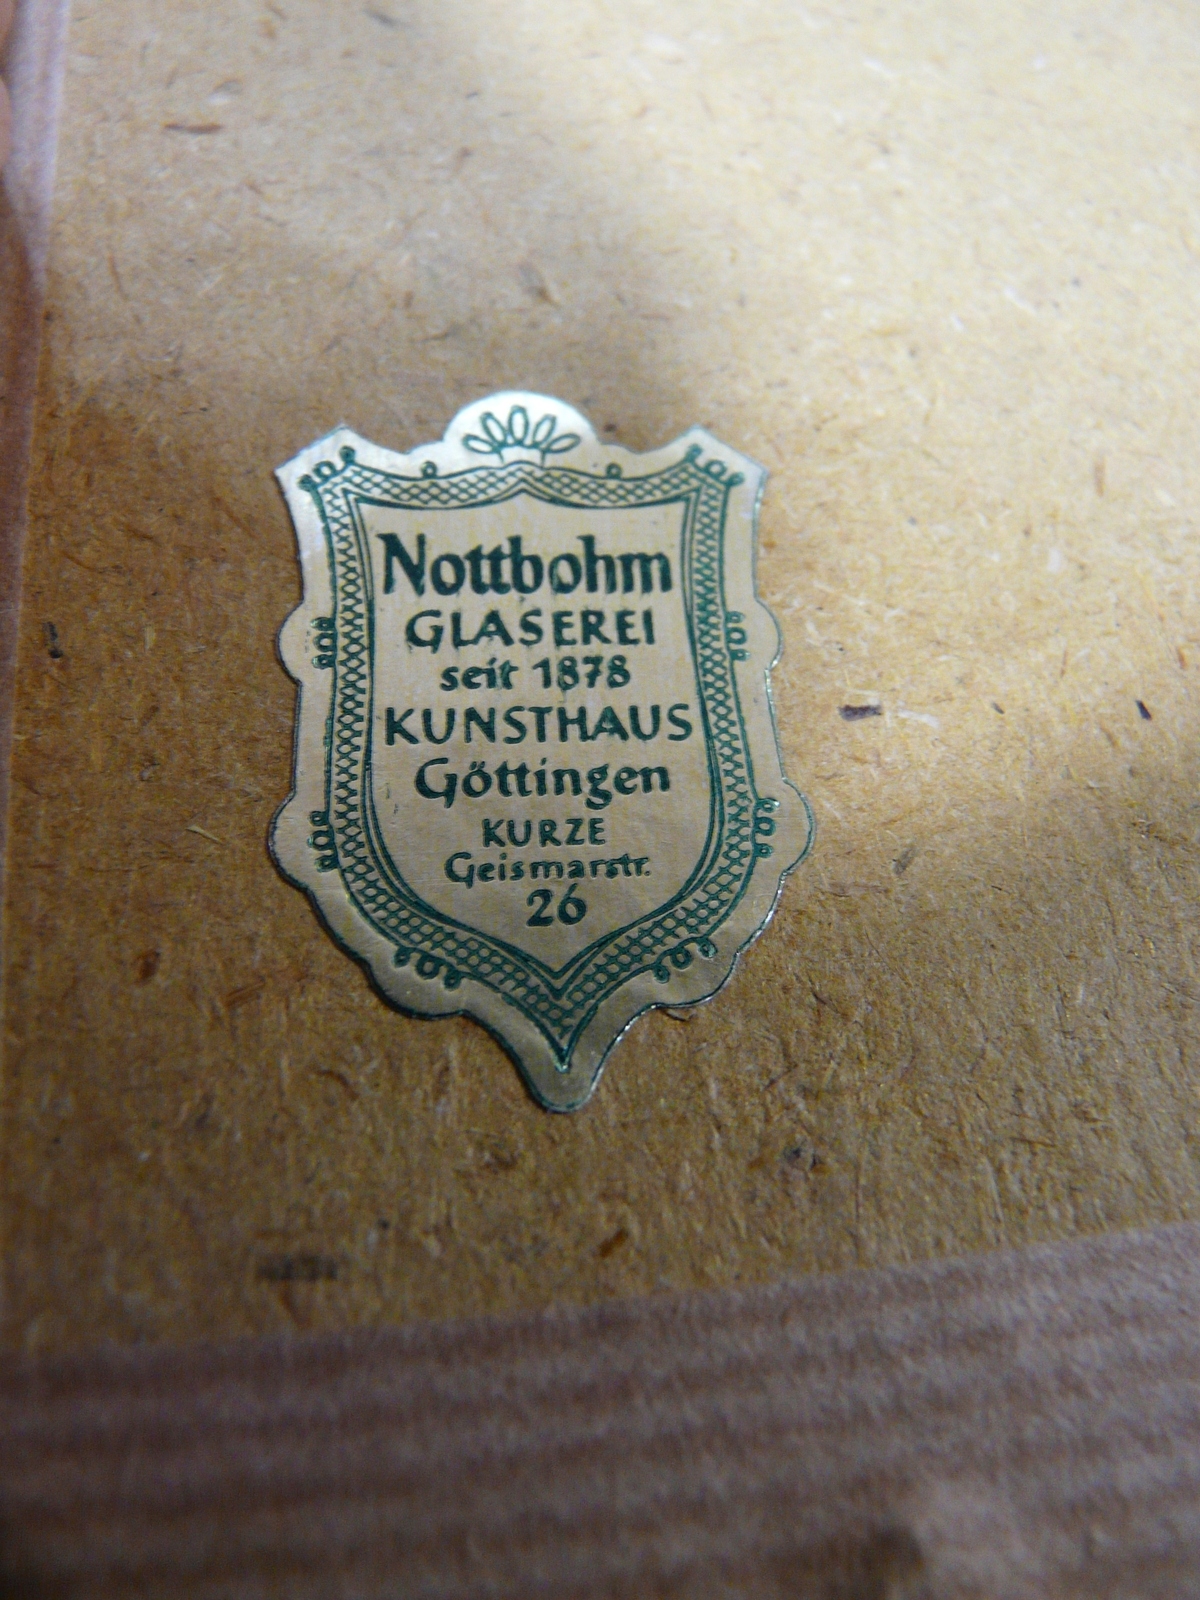 Nottbohm
GLASEREI
seit 1878
KUNSTHAUS
Göttingen
KURZE
Geismarstr.
26